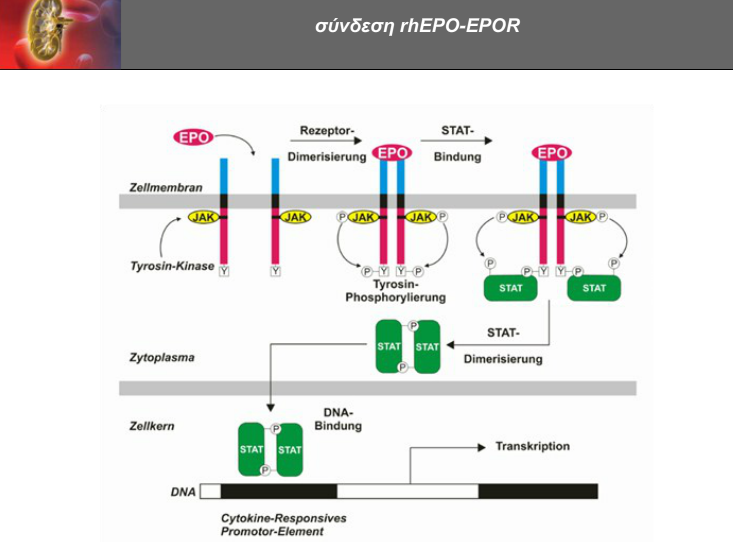 σύνδεση rhEPO-EPOR
EPO
Rezeptor-
Dimerisierung
EPO
STAT-
Bindung
EPO
Zellmembran
JAK
JAK
P JAK
JAK P
P JAK
JAK P
Tyrosin-Kinase
Y
Y
P Y
Y P
P
P Y
Y P
P
STAT
STAT
Tyrosin-
Phosphorylierung
P
STAT STAT
P
STAT-
Dimerisierung
Zytoplasma
Zellkern
DNA-
Bindung
P
STAT STAT
P
Transkription
DNA
Cytokine-Responsives
Promotor-Element